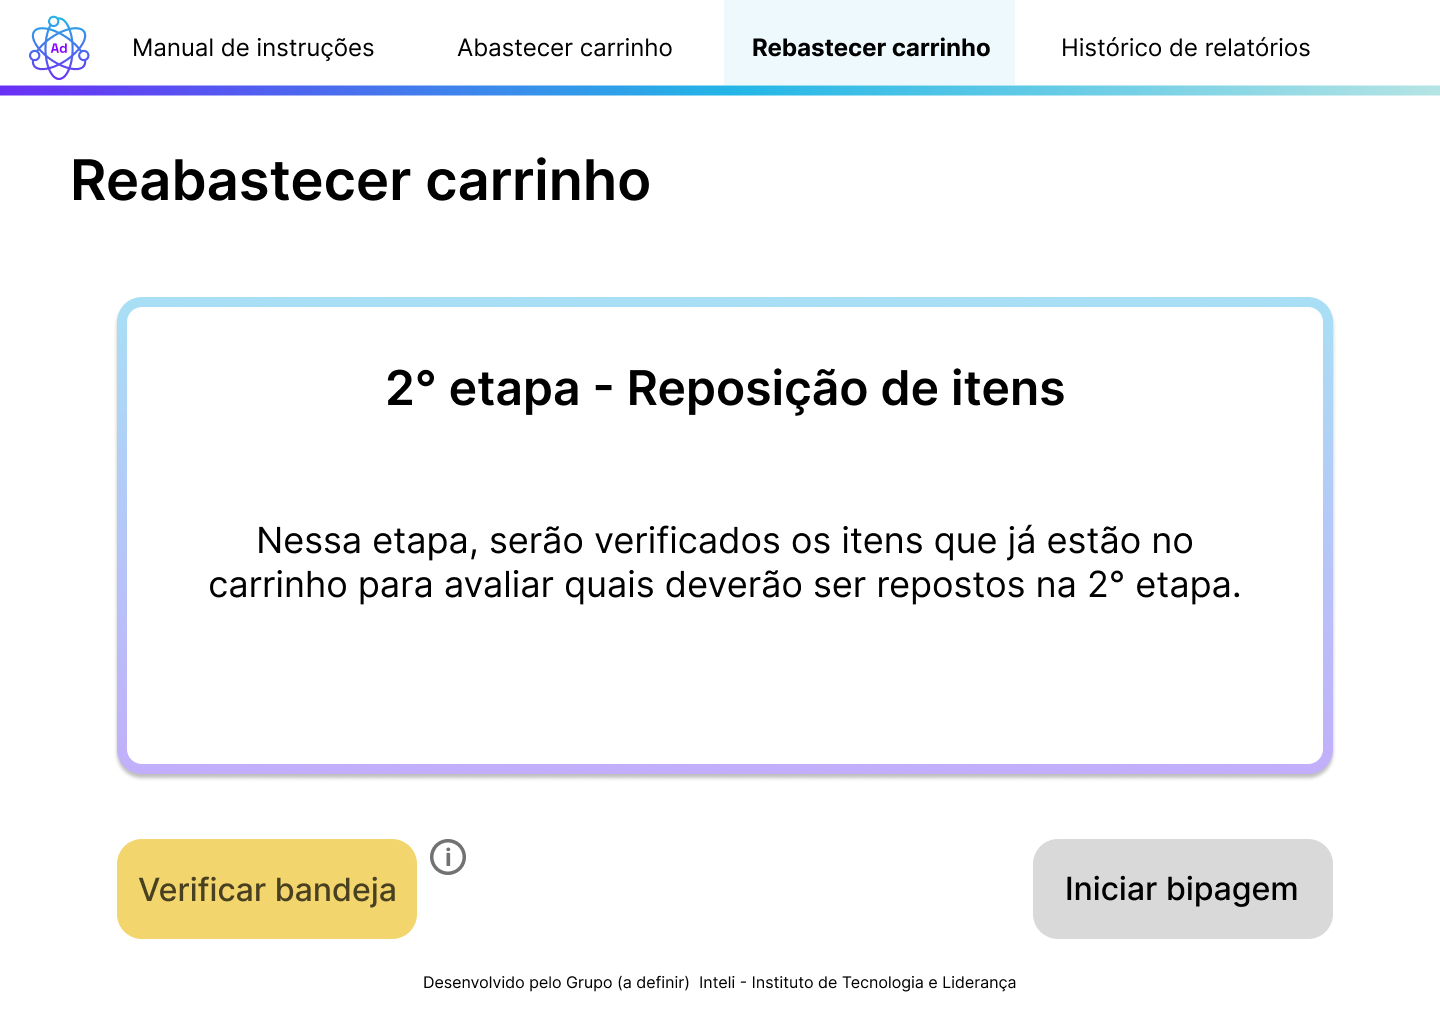 Ad
Manual de instruções
Abastecer carrinho
Rebastecer carrinho
Histórico de relatórios
Reabastecer carrinho
2° etapa - Reposição de itens
Nessa etapa, serão verificados os itens que já estão no
carrinho para avaliar quais deverão ser repostos na 2° etapa.
Verificar bandeja
i
Iniciar bipagem
Desenvolvido pelo Grupo (a definir)  Inteli - Instituto de Tecnologia e Liderança